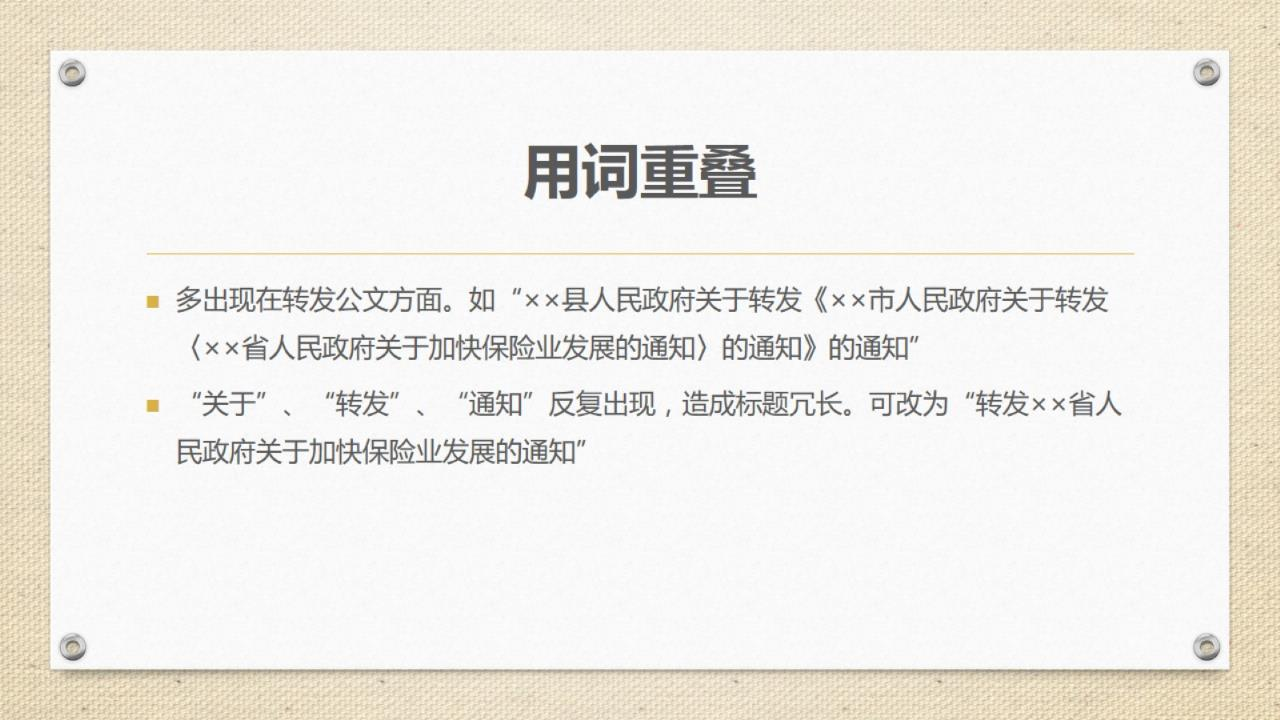 用词重叠
多出现在转发公文方面。如“××县人民政府关于转发《××市人民政府关于转发
〈××省人民政府关于加快保险业发展的通知〉的通知》的通知”
“关于”、“转发”、“通知”反复出现，造成标题冗长。可改为“转发××省人
民政府关于加快保险业发展的通知”